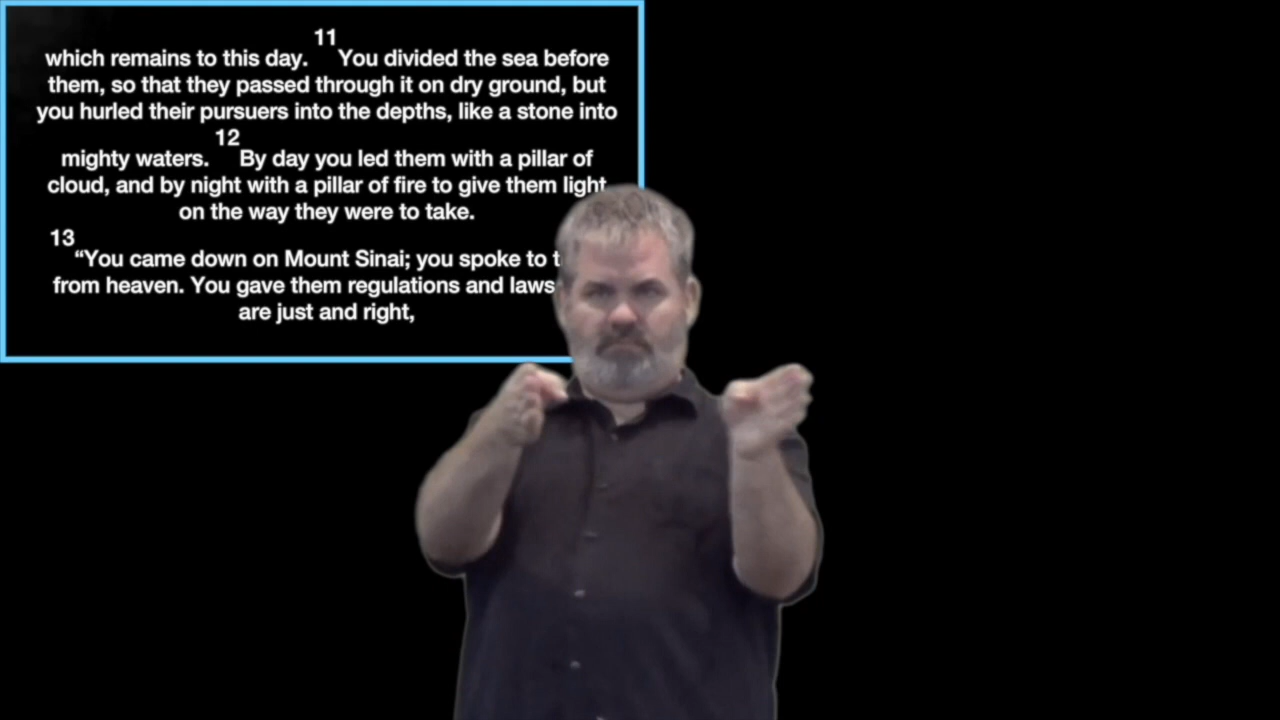 11
which remains to this day. You divided the sea before
them, so that they passed through it on dry ground, but
you hurled their pursuers into the depths, like a stone into
12
mighty waters. By day you led them with a pillar of
cloud, and by night with a pillar of fire to give them light
on the way they were to take.
13
“You came down on Mount Sinai; you spoke to
from heaven. You gave them regulations and laws
are just and right,